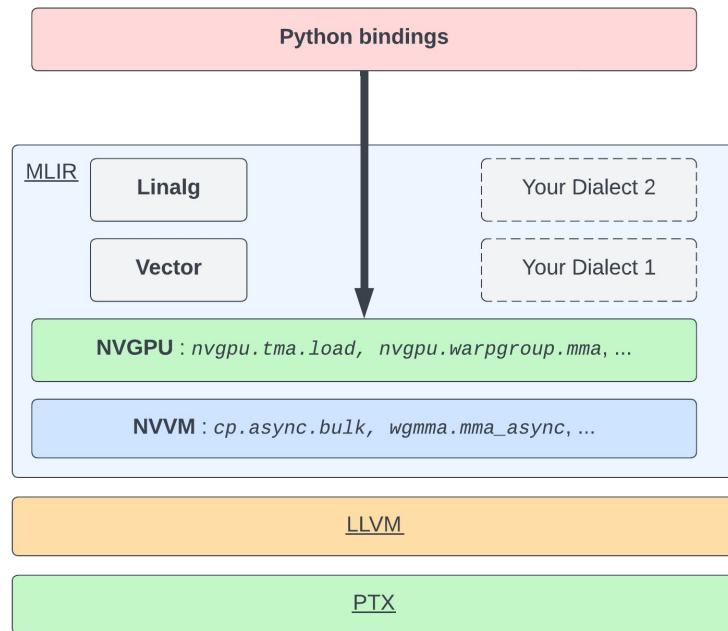 Python bindings
MLIR
Linalg
Your Dialect 2
Vector
Your Dialect 1
NVGPU : nvgpu.tma.load, nvgpu.warpgroup.mma, ...
NVVM : cp.async.bulk, wgmma.mma_async, ...
LLVM
PTX